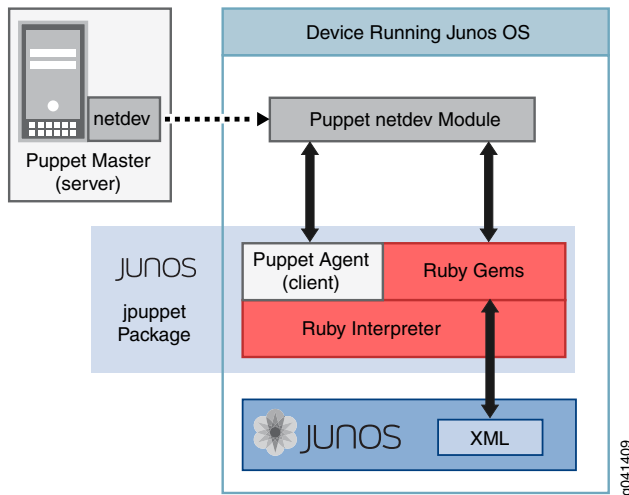 Device Running Junos OS
netdev
Puppet netdev Module
Puppet Master
(server)
JUNOS
jpuppet
Package
Puppet Agent
(client)
Ruby Gems
Ruby Interpreter
JUNOS
XML
g041409